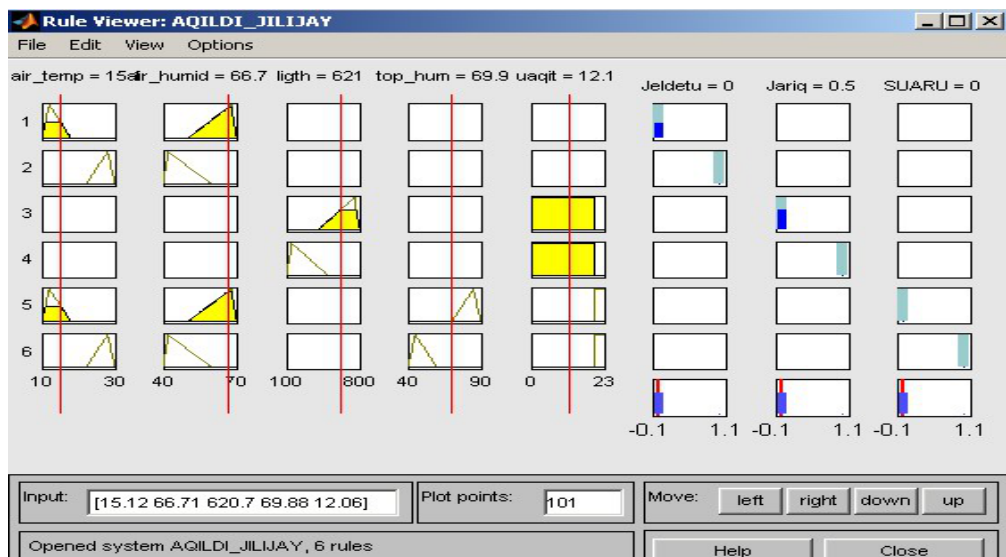 Rule Viewer: AQILDI_JILIJAY
File Edit View Options
air_temp = 15 air_humid = 66.7 ligth = 621 top_hum = 69.9 uaqit = 12.1
Jeldetu = 0 Jariq = 0.5 SUARU = 0
1
2
3
4
5
6
10 30 40 70 100 800 40 90 0 23
-0.1 1.1 -0.1 1.1 -0.1 1.1
Input: [15.12 66.71 620.7 69.88 12.06] Plot points: 101 Move: left right down up
Opened system AQILDI_JILIJAY, 6 rules Help Close